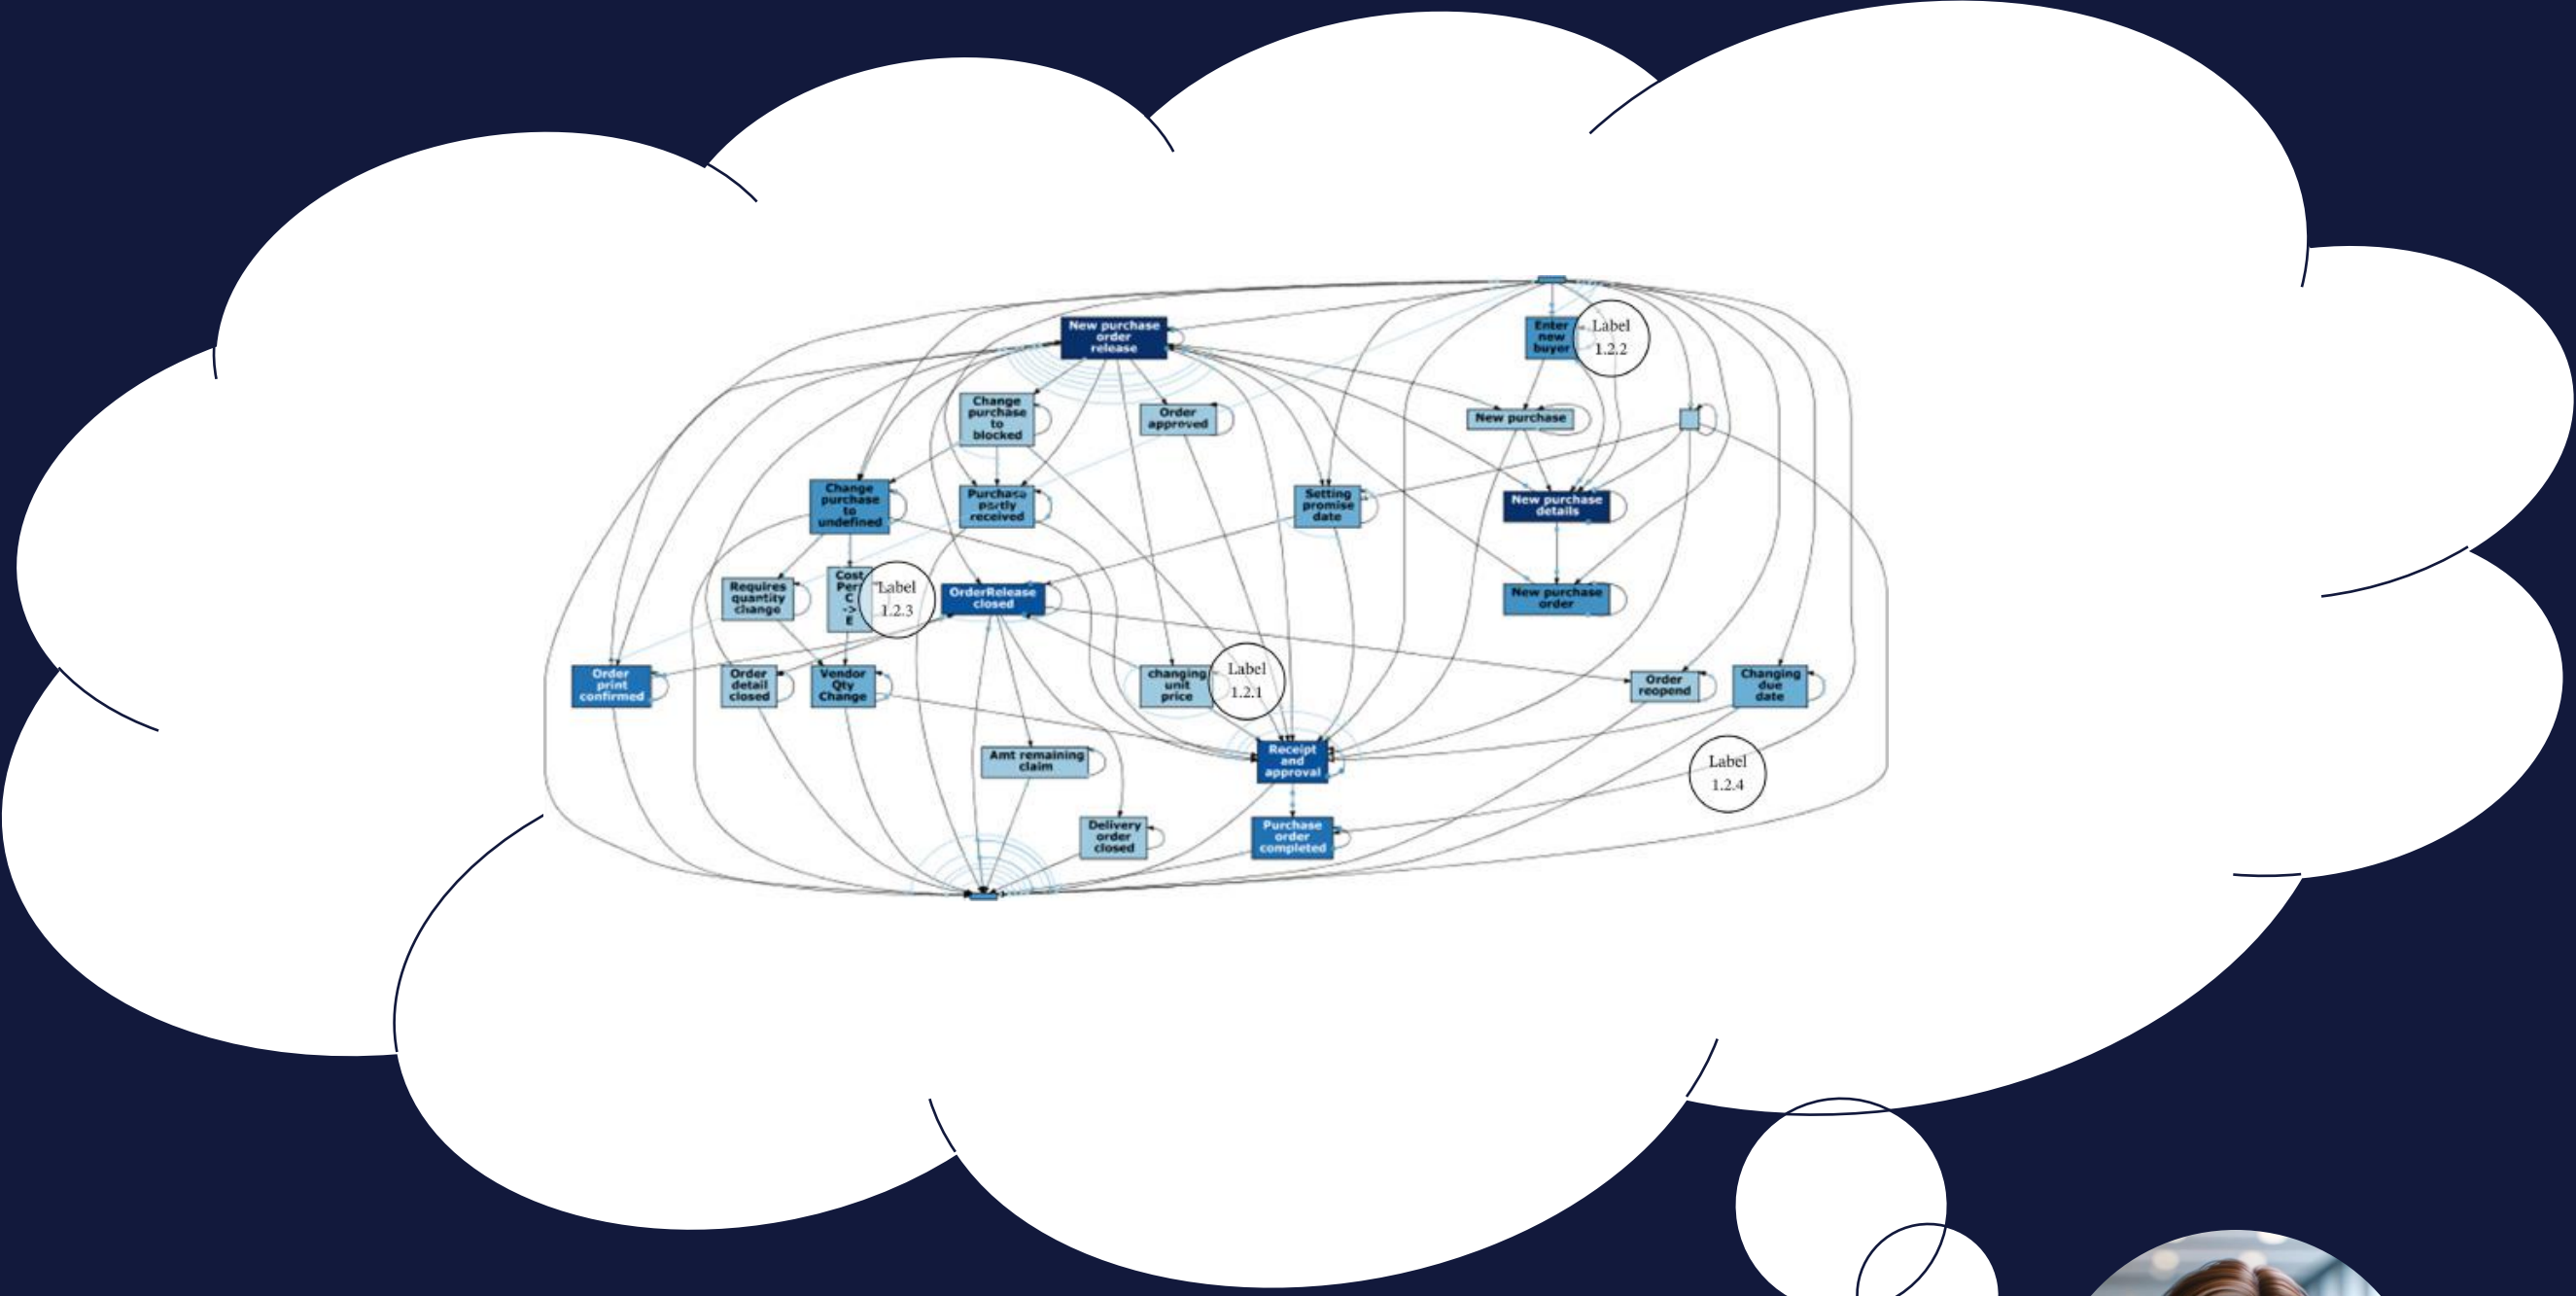 New purchase
order
release
Enter
new
buyer
Label
1.2.2
Change
purchase
to
blocked
Order
approved
New purchase
Change
purchase
to
undefined
Purchase
partly
received
Setting
promise
date
New purchase
details
Requires
quantity
change
Cost
Per
C
->
E
Label
1.2.3
OrderRelease
closed
New purchase
order
Order
print
confirmed
Order
detail
closed
Vendor
Qty
Change
changing
unit
price
Label
1.2.1
Order
reopend
Changing
due
date
Amt remaining
claim
Receipt
and
approval
Label
1.2.4
Delivery
order
closed
Purchase
order
completed